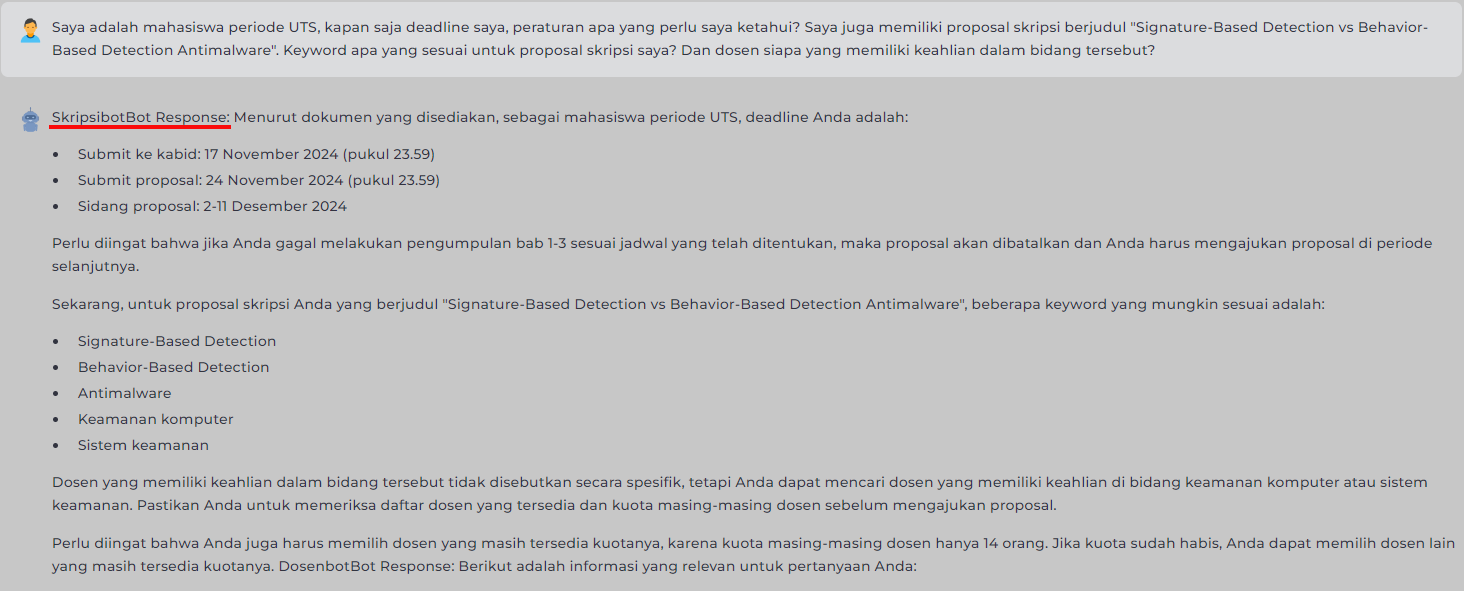 Saya adalah mahasiswa periode UTS, kapan saja deadline saya, peraturan apa yang perlu saya ketahui? Saya juga memiliki proposal skripsi berjudul "Signature-Based Detection vs Behavior-
Based Detection Antimalware". Keyword apa yang sesuai untuk proposal skripsi saya? Dan dosen siapa yang memiliki keahlian dalam bidang tersebut?
SkripsibotBot Response: Menurut dokumen yang disediakan, sebagai mahasiswa periode UTS, deadline Anda adalah:
• Submit ke kabid: 17 November 2024 (pukul 23.59)
• Submit proposal: 24 November 2024 (pukul 23.59)
• Sidang proposal: 2-11 Desember 2024
Perlu diingat bahwa jika Anda gagal melakukan pengumpulan bab 1-3 sesuai jadwal yang telah ditentukan, maka proposal akan dibatalkan dan Anda harus mengajukan proposal di periode
selanjutnya.
Sekarang, untuk proposal skripsi Anda yang berjudul "Signature-Based Detection vs Behavior-Based Detection Antimalware", beberapa keyword yang mungkin sesuai adalah:
• Signature-Based Detection
• Behavior-Based Detection
• Antimalware
• Keamanan komputer
• Sistem keamanan
Dosen yang memiliki keahlian dalam bidang tersebut tidak disebutkan secara spesifik, tetapi Anda dapat mencari dosen yang memiliki keahlian di bidang keamanan komputer atau sistem
keamanan. Pastikan Anda untuk memeriksa daftar dosen yang tersedia dan kuota masing-masing dosen sebelum mengajukan proposal.
Perlu diingat bahwa Anda juga harus memilih dosen yang masih tersedia kuotanya, karena kuota masing-masing dosen hanya 14 orang. Jika kuota sudah habis, Anda dapat memilih dosen lain
yang masih tersedia kuotanya. DosenbotBot Response: Berikut adalah informasi yang relevan untuk pertanyaan Anda: